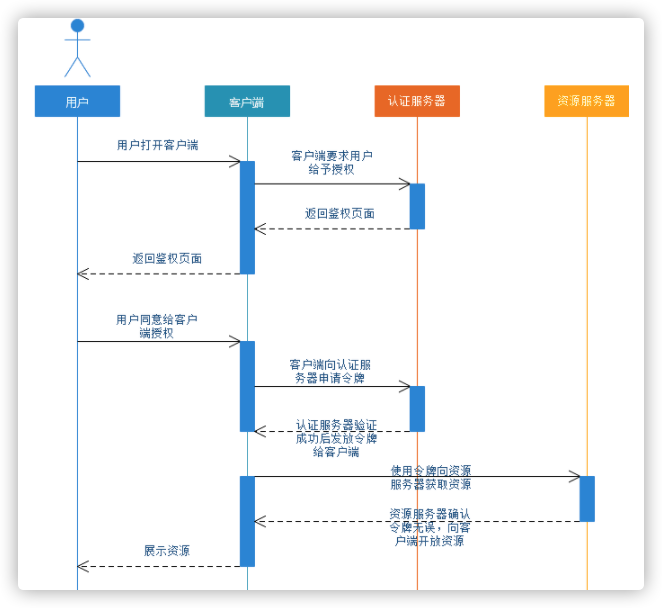 用户
客户端
认证服务器
资源服务器
用户打开客户端
客户端要求用户
给予授权
返回鉴权页面
返回鉴权页面
用户同意给客户
端授权
客户端向认证服
务器申请令牌
认证服务器验证
成功后发放令牌
给客户端
使用令牌向资源
服务器获取资源
资源服务器确认
令牌无误，向客
户端开放资源
展示资源